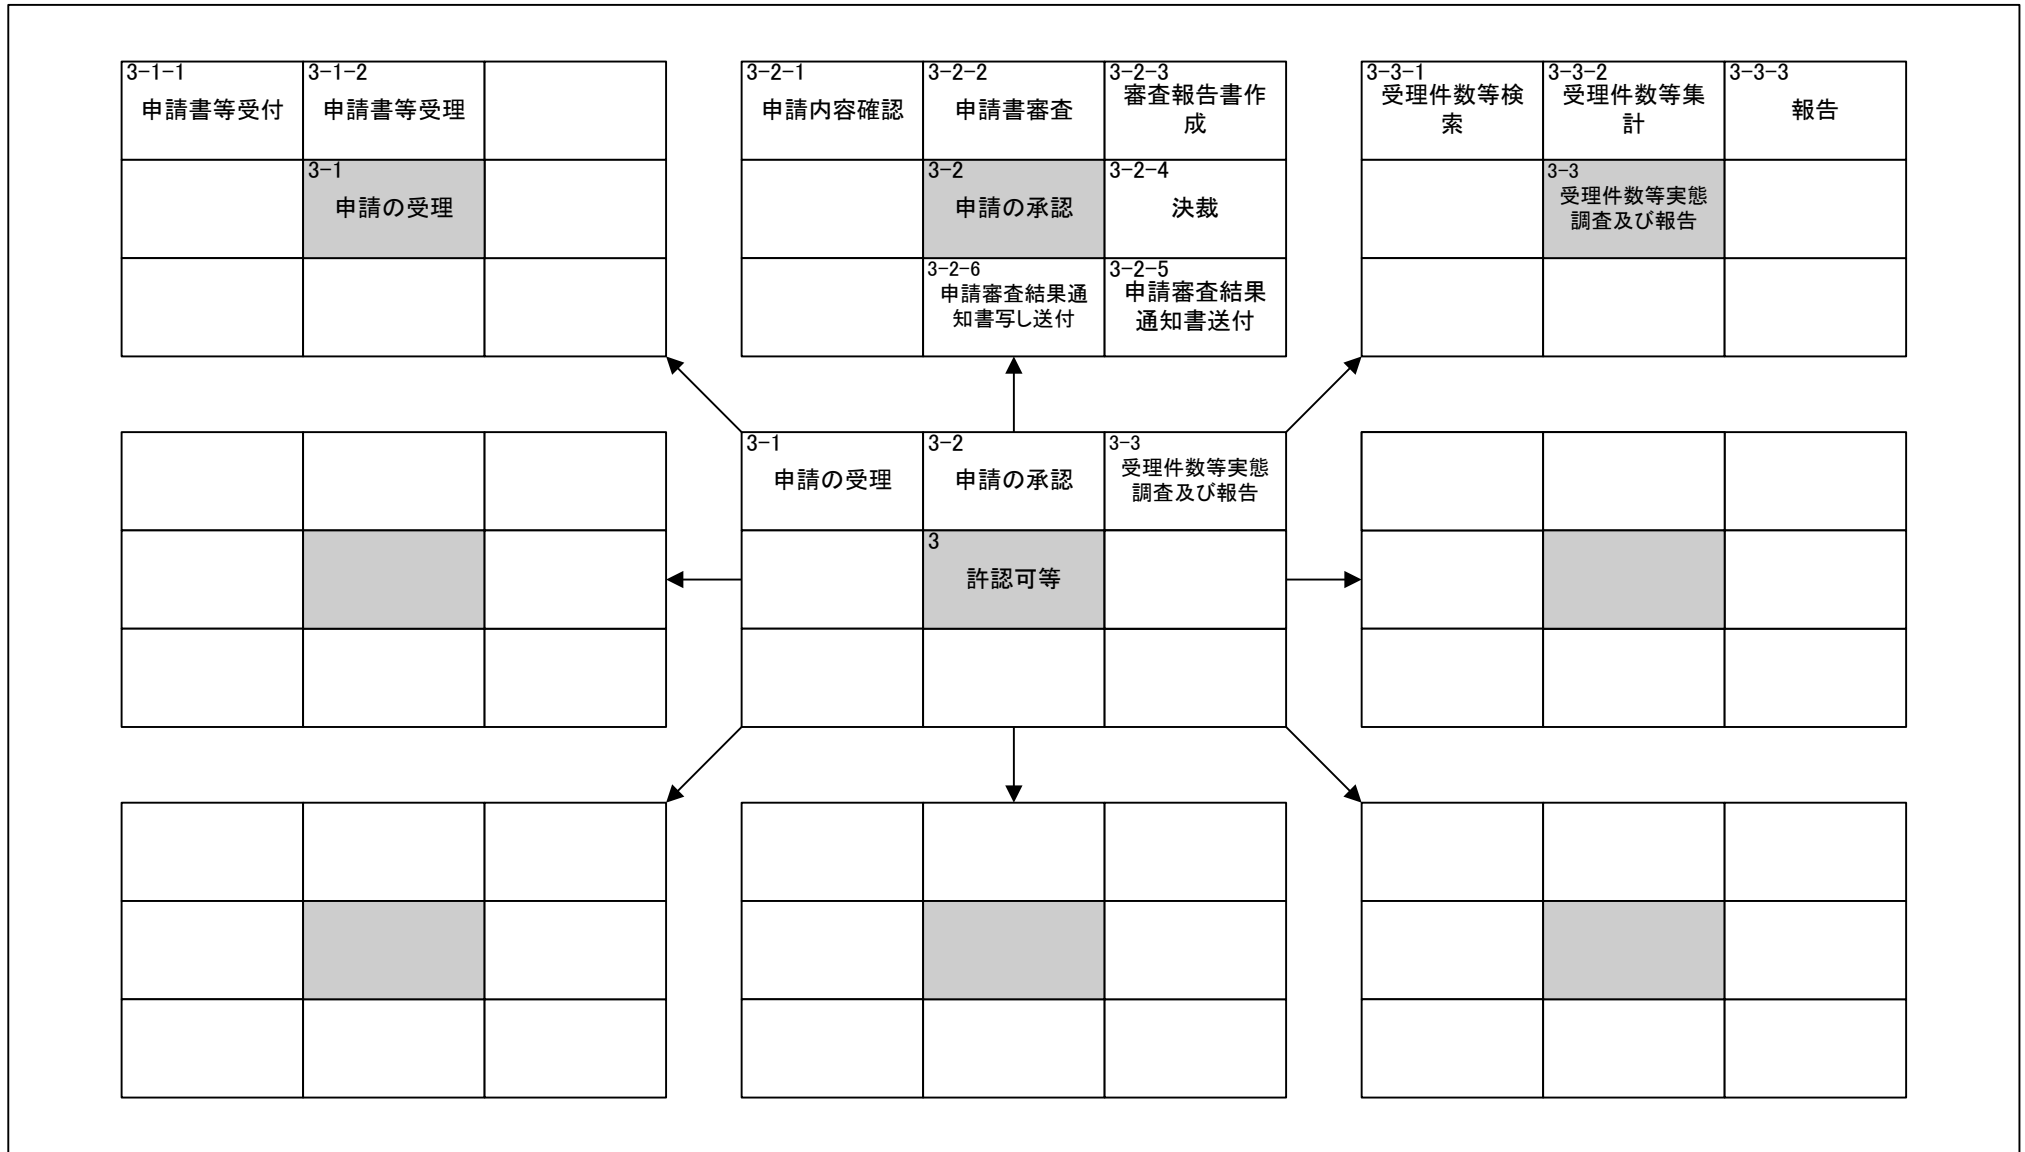 3-1-1
申請書等受付
3-1-2
申請書等受理
3-1
申請の受理
3-2-1
申請内容確認
3-2-2
申請書審査
3-2-3
審査報告書作
成
3-2
申請の承認
3-2-4
決裁
3-2-6
申請審査結果通
知書写し送付
3-2-5
申請審査結果
通知書送付
3-3-1
受理件数等検
索
3-3-2
受理件数等集
計
3-3-3
報告
3-3
受理件数等実態
調査及び報告
3-1
申請の受理
3-2
申請の承認
3-3
受理件数等実態
調査及び報告
3
許認可等